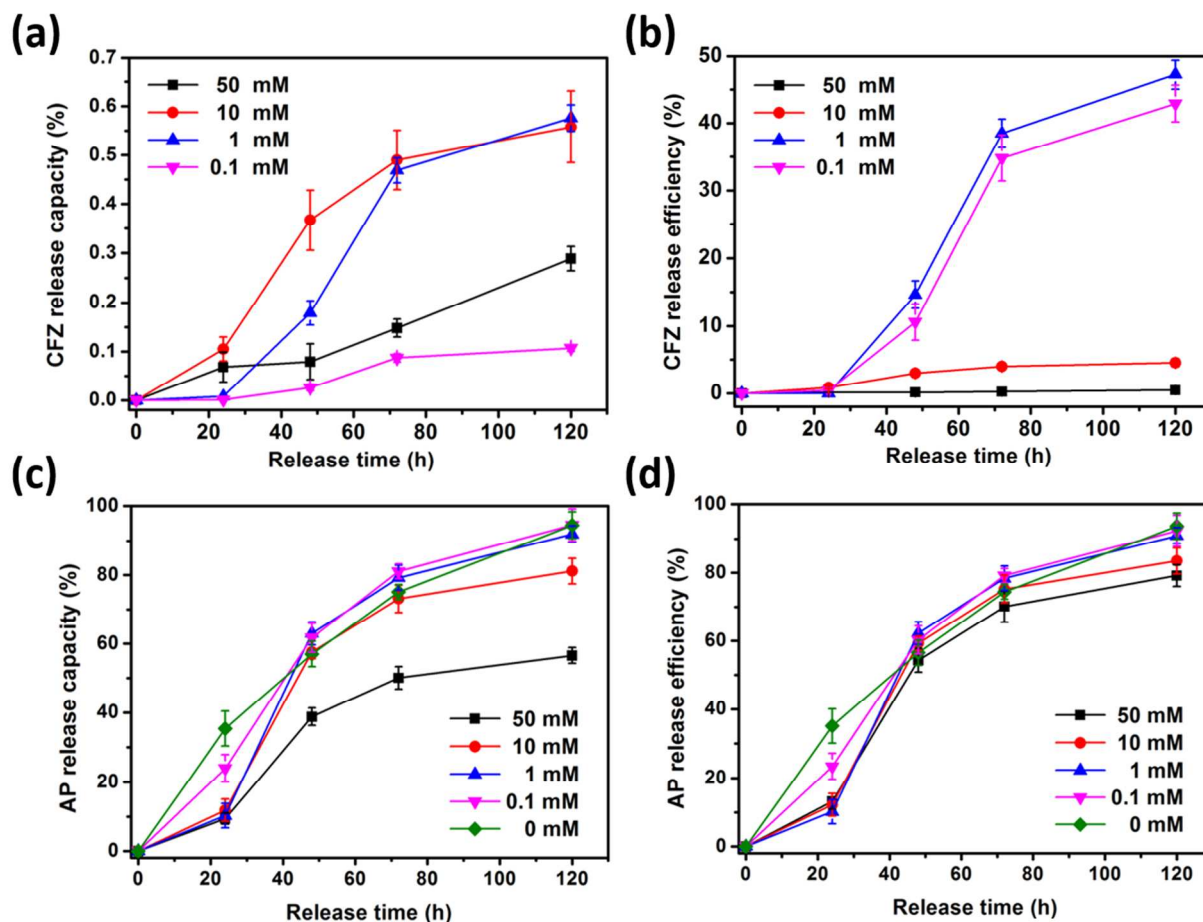 (a)
CFZ release capacity (%)
0.7
0.6
0.5
0.4
0.3
0.2
0.1
0.0
50 mM
10 mM
1 mM
0.1 mM
0 20 40 60 80 100 120
Release time (h)
(b)
CFZ release efficiency (%)
50
40
30
20
10
0
50 mM
10 mM
1 mM
0.1 mM
0 20 40 60 80 100 120
Release time (h)
(c)
AP release capacity (%)
100
80
60
40
20
0
50 mM
10 mM
1 mM
0.1 mM
0 mM
0 20 40 60 80 100 120
Release time (h)
(d)
AP release efficiency (%)
100
80
60
40
20
0
50 mM
10 mM
1 mM
0.1 mM
0 mM
0 20 40 60 80 100 120
Release time (h)